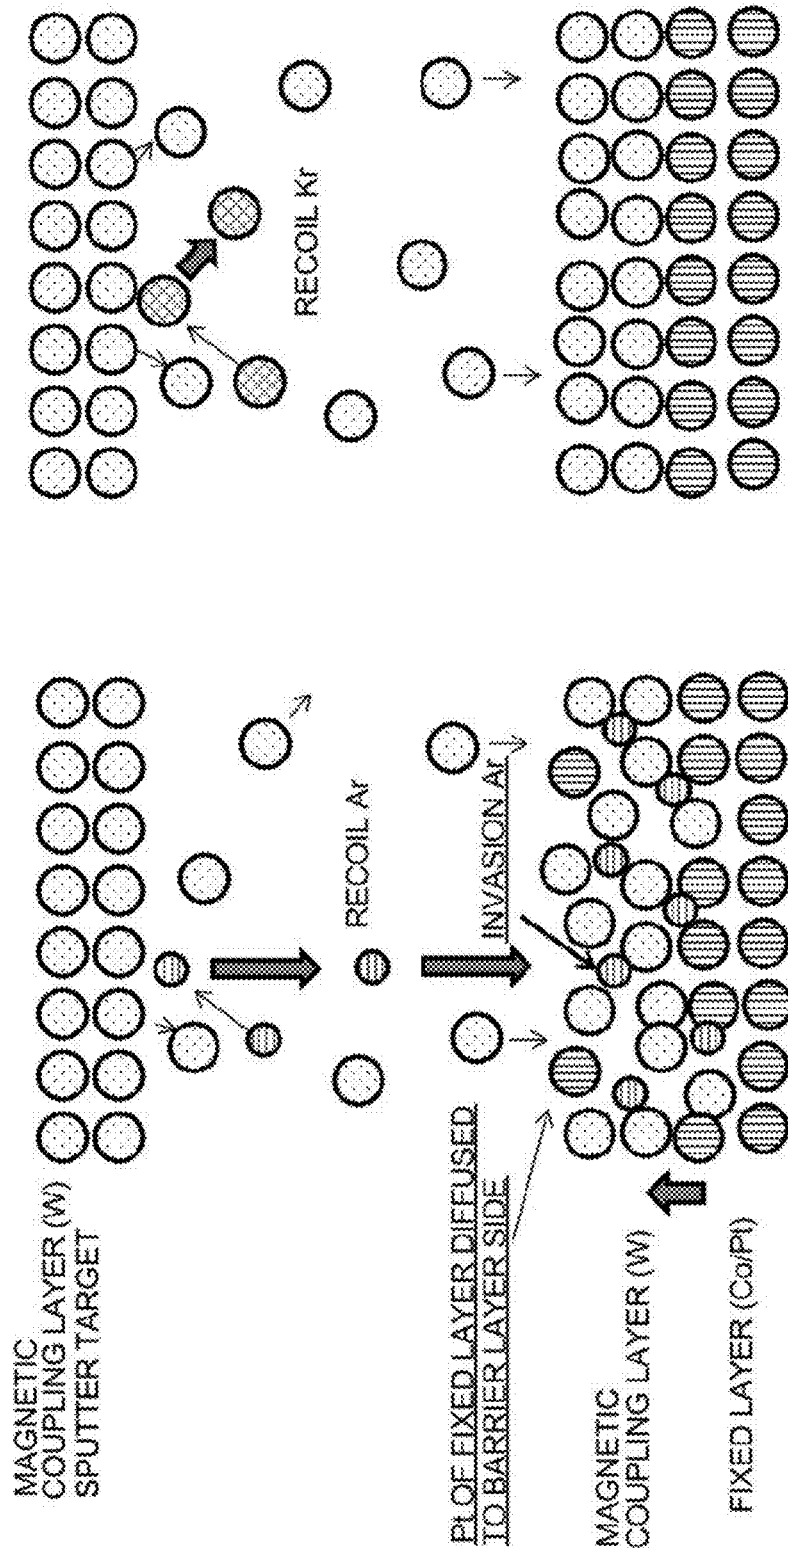 MAGNETIC
COUPLING LAYER (W)
SPUTTER TARGET
RECOIL Ar
INVASION Ar
Pt OF FIXED LAYER DIFFUSED
TO BARRIER LAYER SIDE
MAGNETIC
COUPLING LAYER (W)
FIXED LAYER (Co/Pt)
RECOIL Kr